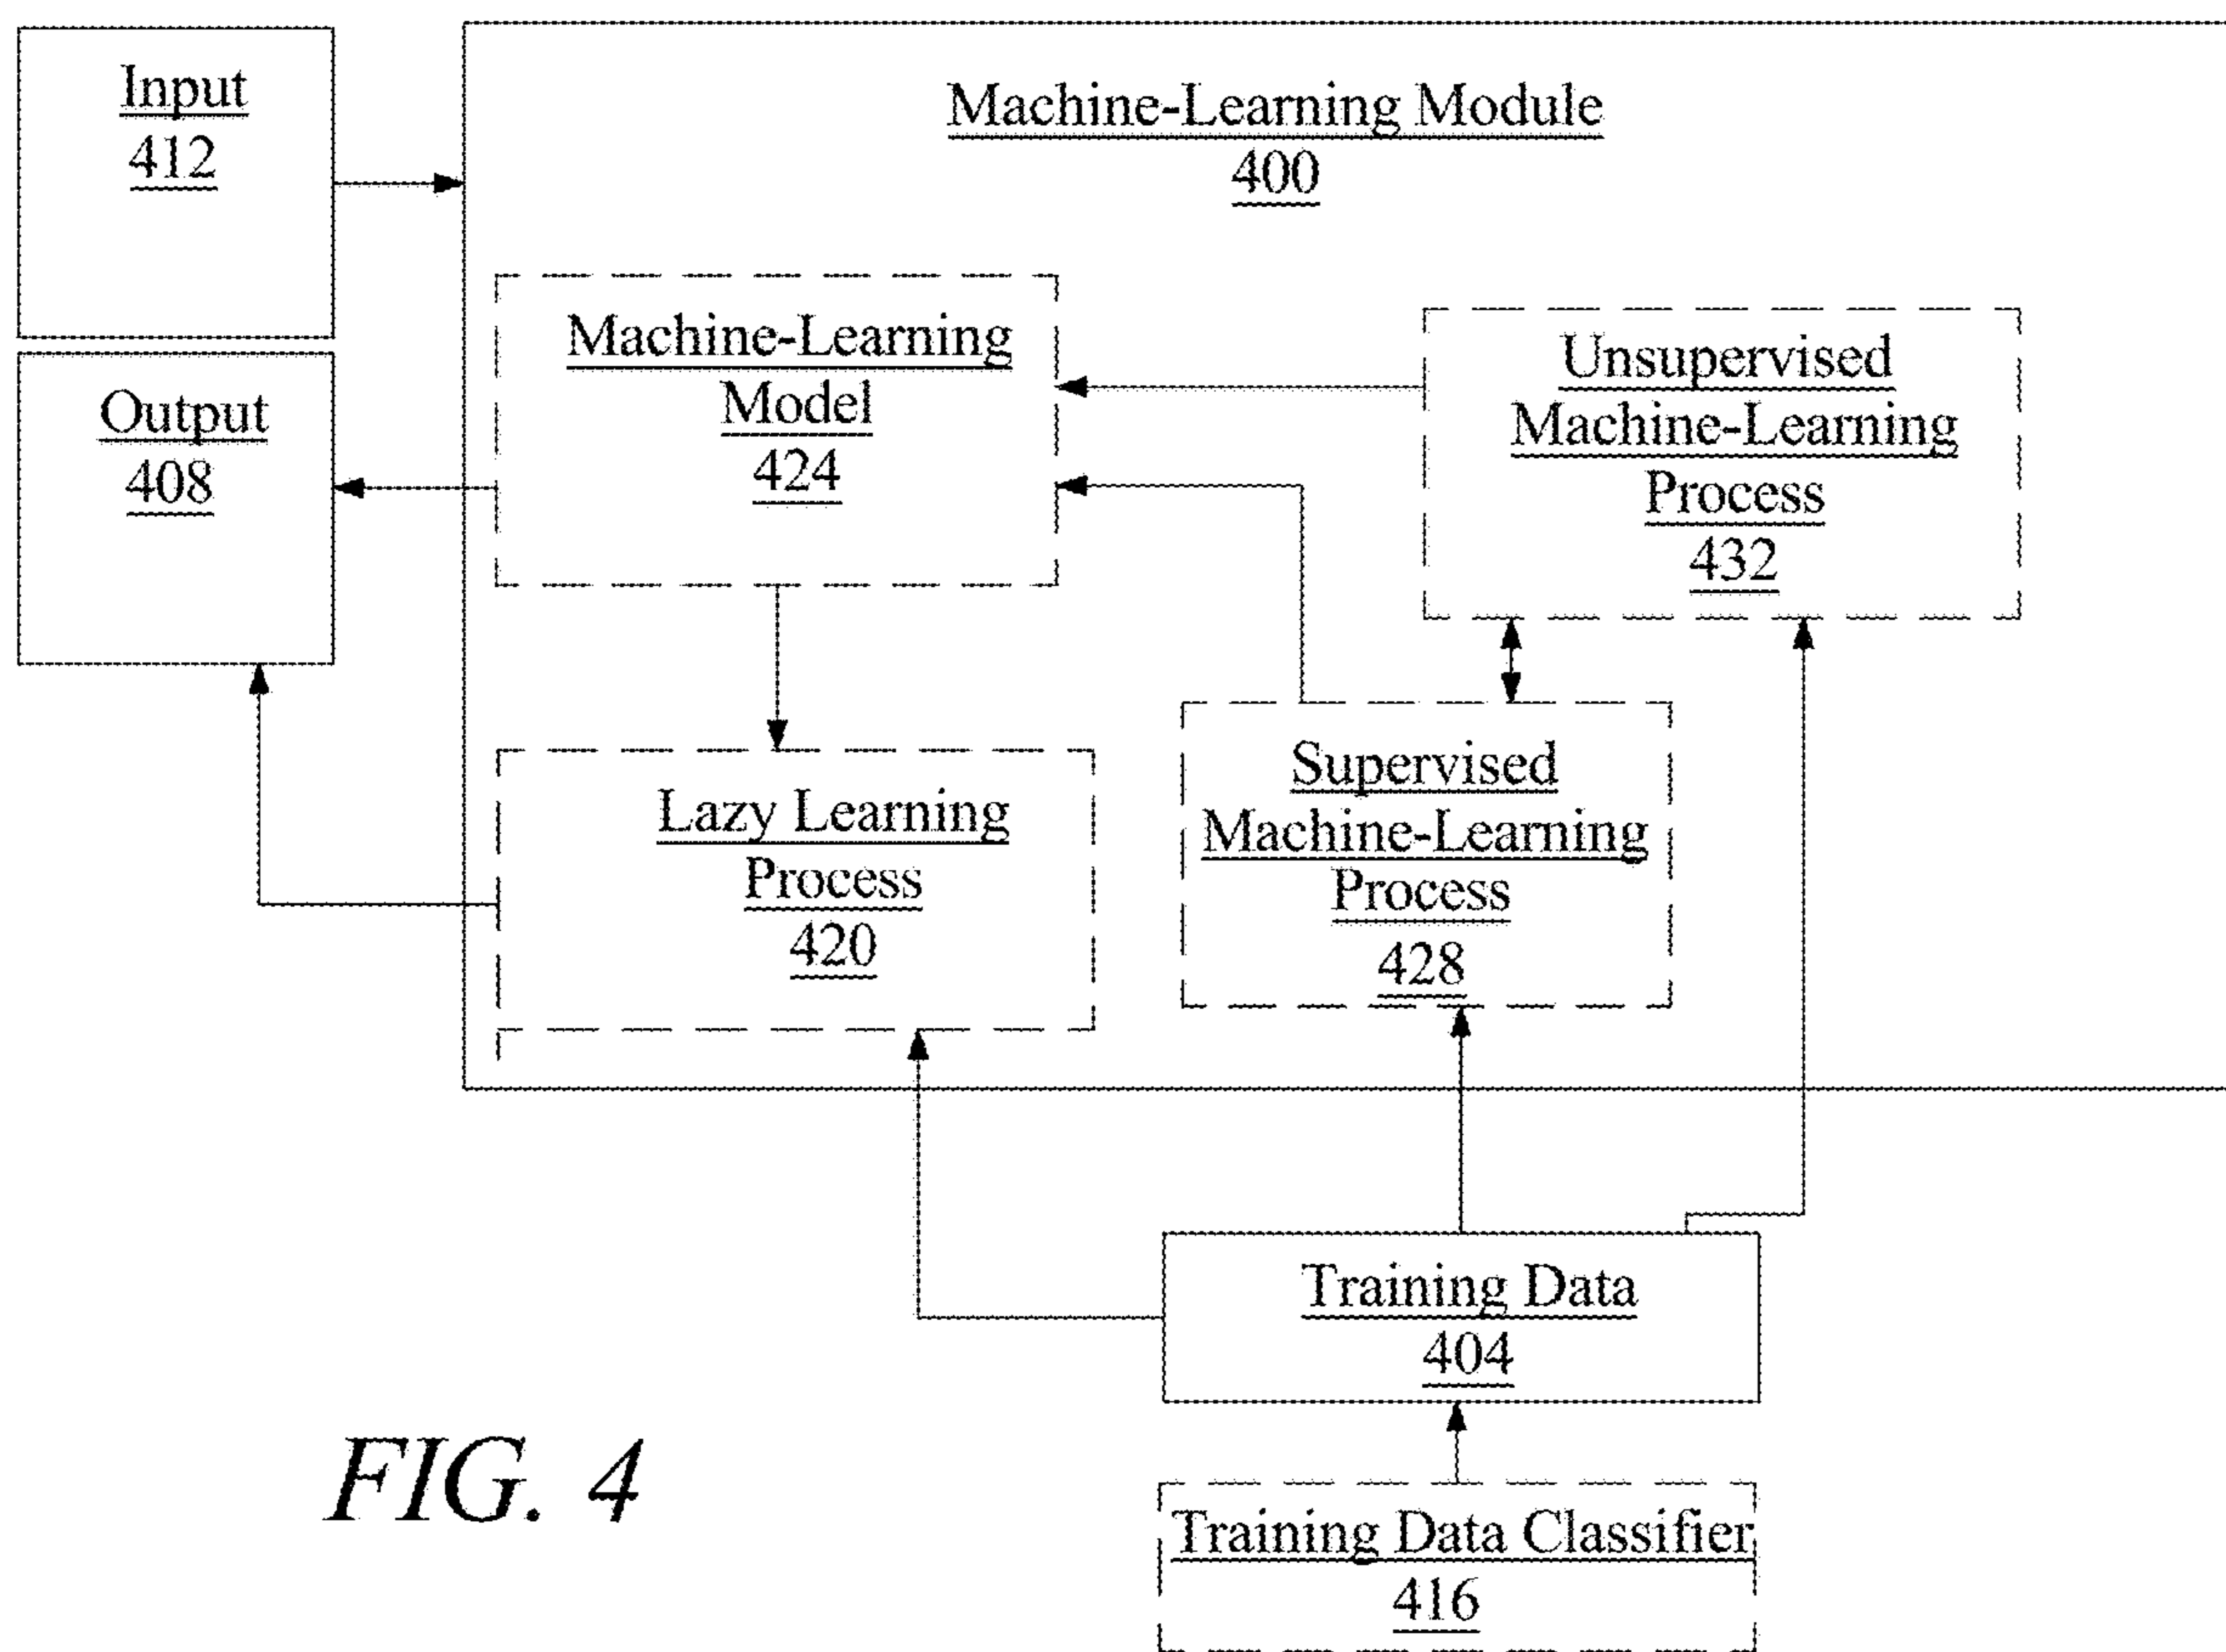 Input
412
Machine-Learning Module
400
Machine-Learning
Model
424
Unsupervised
Machine-Learning
Process
432
Output
408
Lazy Learning
Process
420
Supervised
Machine-Learning
Process
428
Training Data
404
Training Data Classifier
416
FIG. 4